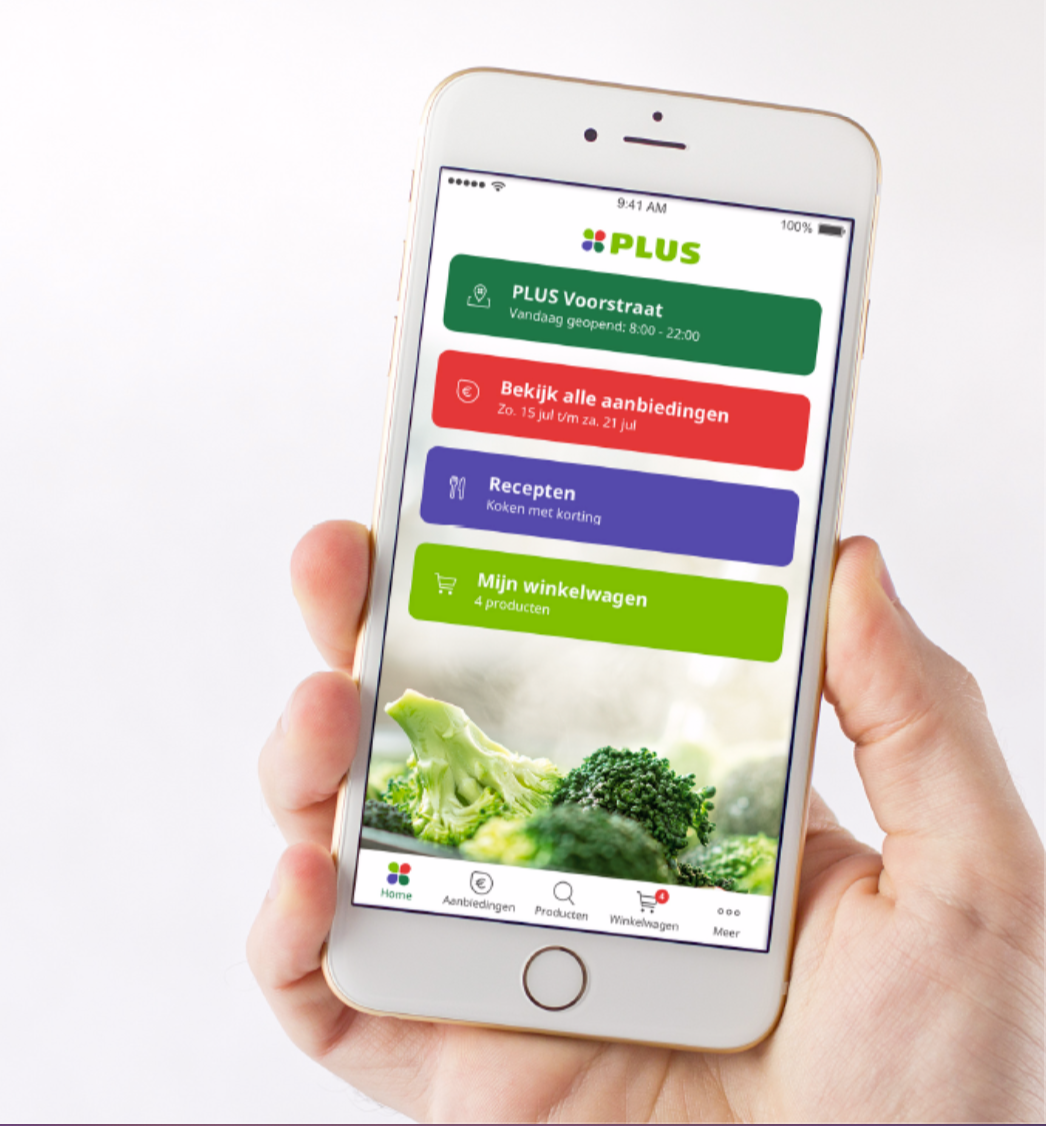 9:41 AM
100%
PLUS
PLUS Voorstraat
Vandaag geopend: 8:00 - 22:00
Bekijk alle aanbiedingen
Zo. 15 jul t/m za. 21 jul
Recepten
Koken met korting
Mijn winkelwagen
4 producten
4
Home
Aanbiedingen
Producten
Winkelwagen
Meer